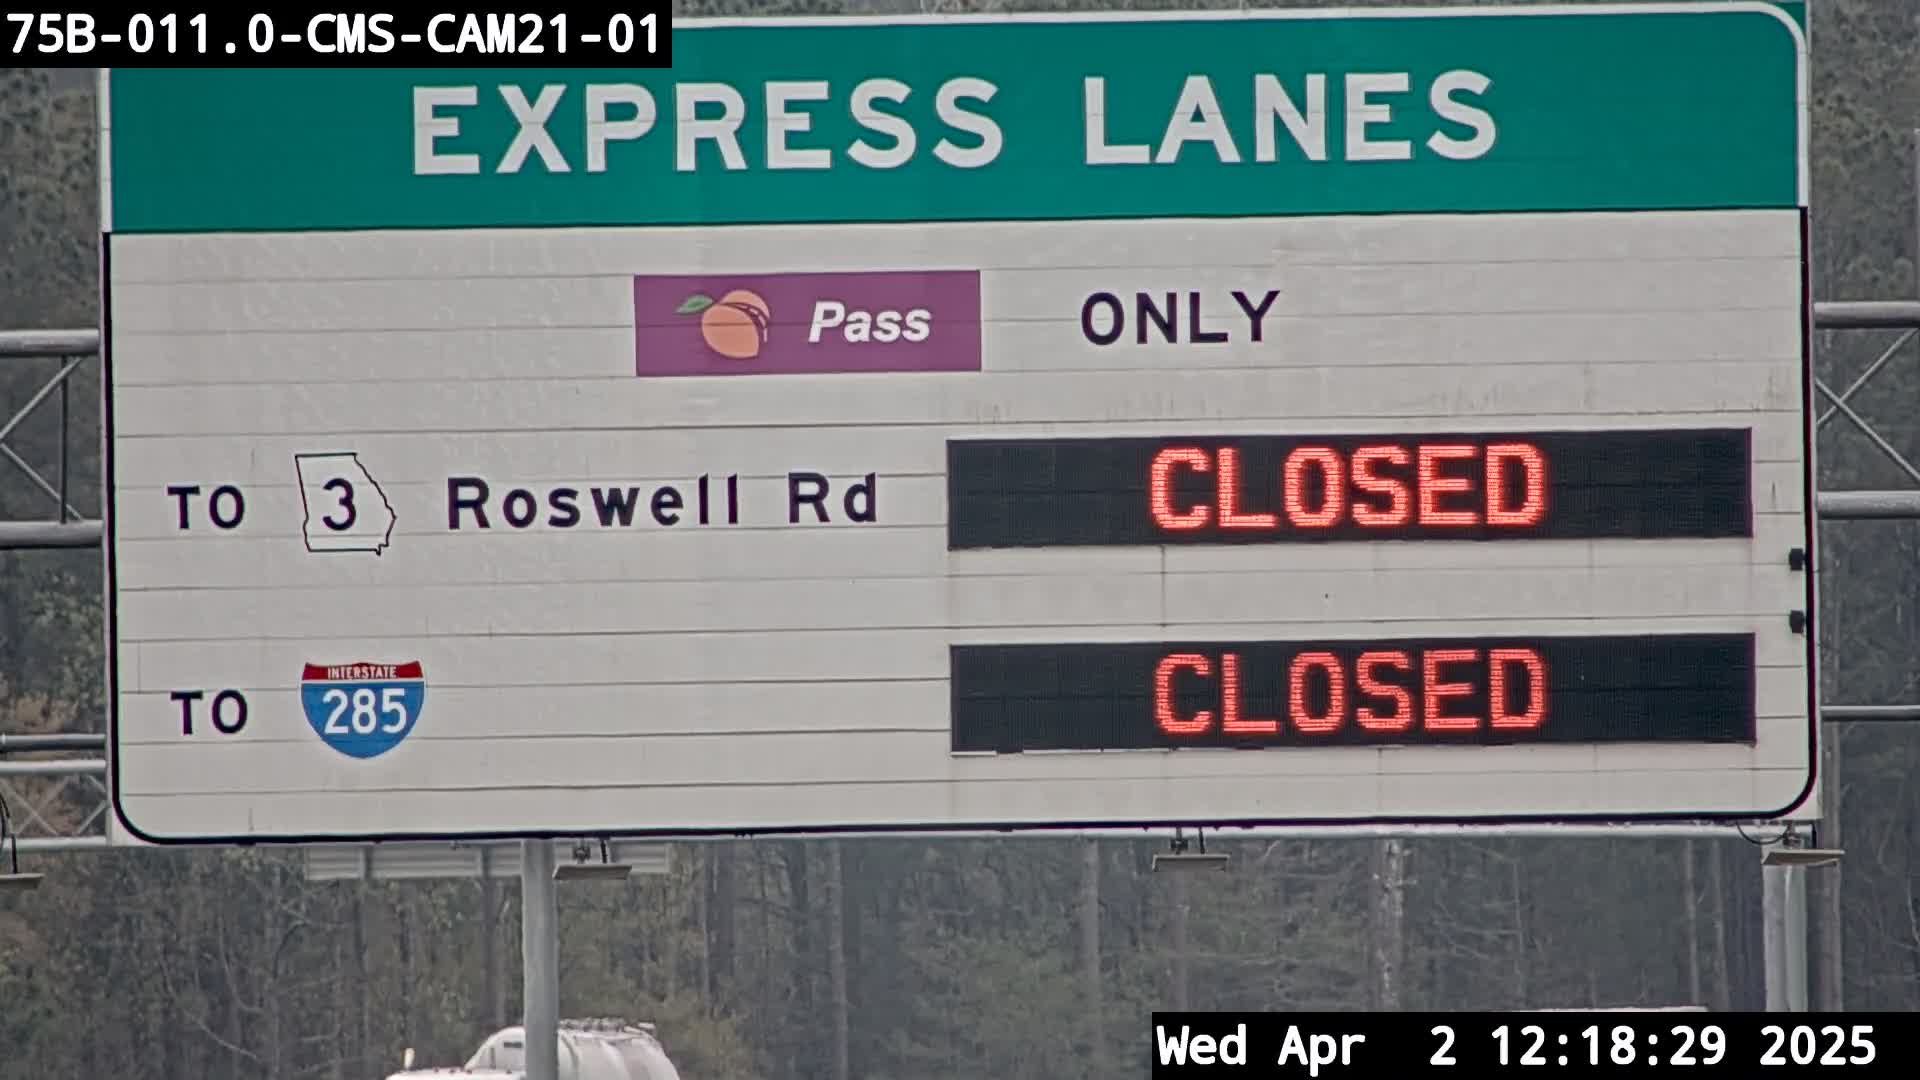 75B-011.0-CMS-CAM21-01
EXPRESS LANES
Pass ONLY
TO 3 Roswell Rd CLOSED
INTERSTATE
TO 285 CLOSED
Wed Apr 2 12:18:29 2025